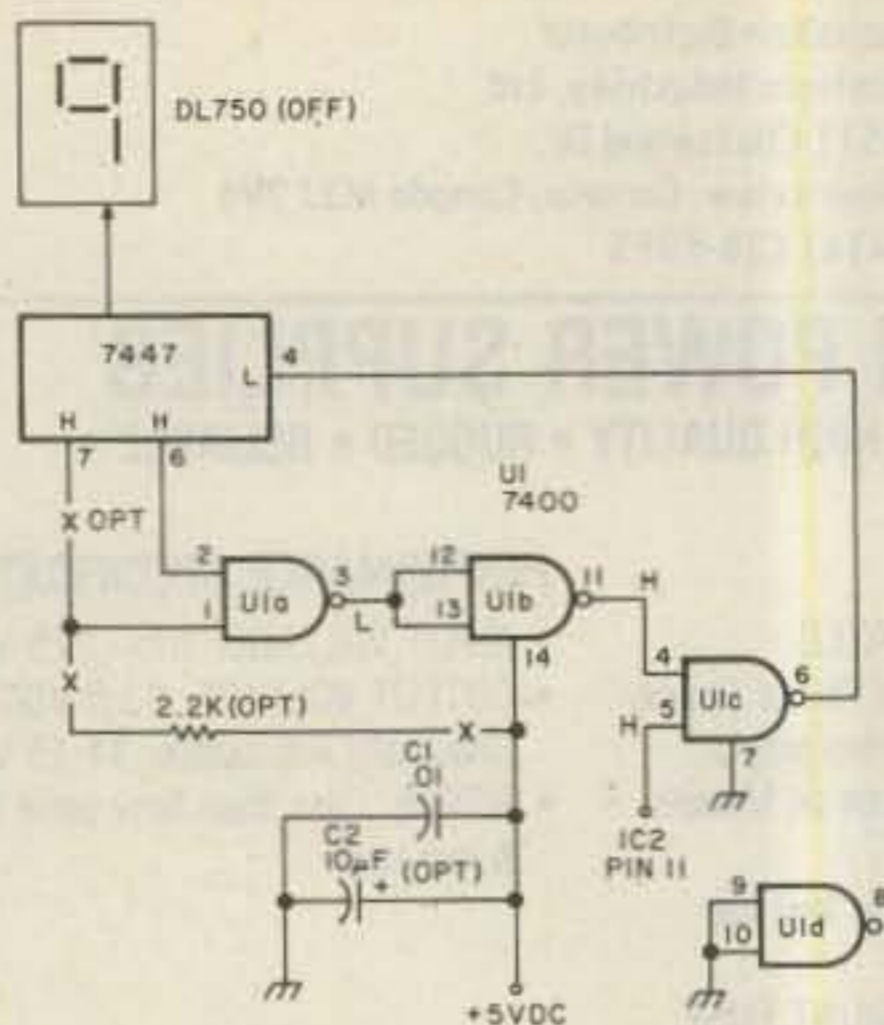 DL750 (OFF)
7447
4
L
H
H
7
6
U1
7400
X OPT
2
1
U1a
3
L
12
13
U1b
11
H
14
4
5
U1c
6
H
7
X
2.2K(OPT)
X
C1
.01
C2
10µF
+
(OPT)
IC2
PIN 11
9
10
U1d
8
+5VDC